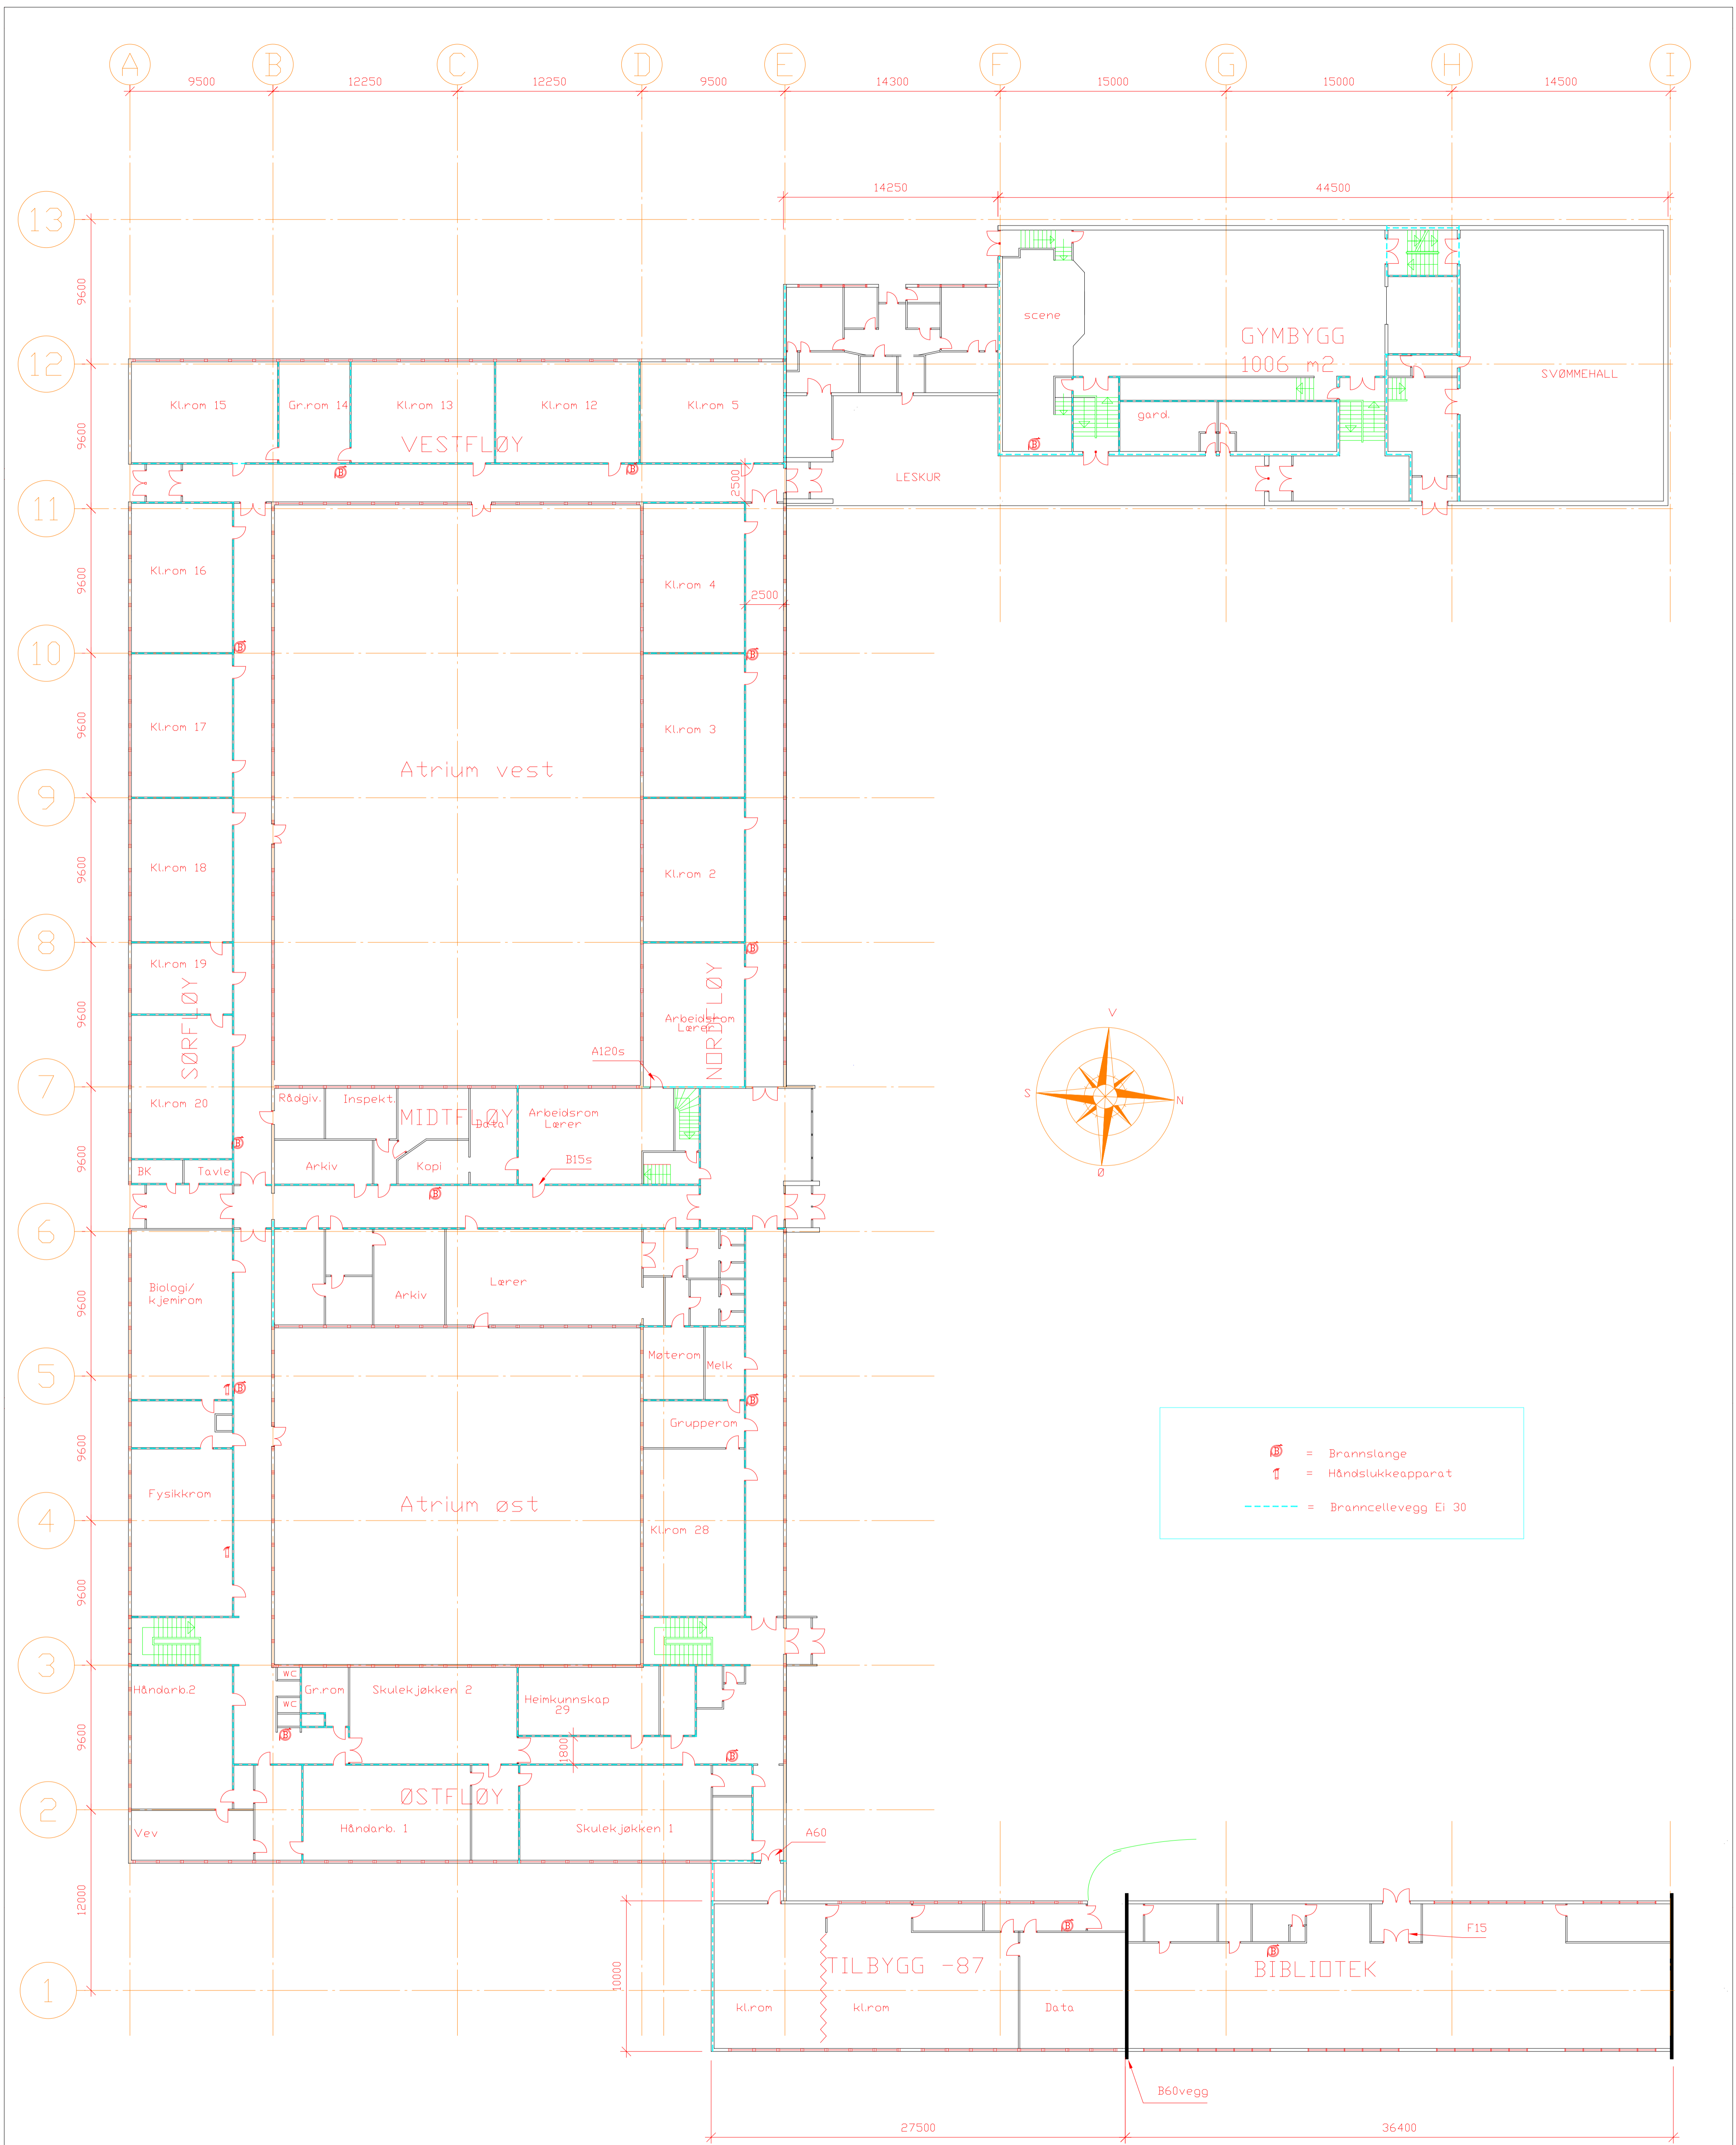 A B C D E F G H I
9500 12250 12250 9500 14300 15000 15000 14500
14250 44500
13
9600
scene
GYMBYGG
1006 m2
SVØMMEHALL
12
9600
Kl.rom 15 Gr.rom 14 Kl.rom 13 Kl.rom 12 Kl.rom 5
gard.
VESTFLØY
LESKUR
2500
11
9600
Kl.rom 16
Kl.rom 4
2500
10
9600
Kl.rom 17
Kl.rom 3
Atrium vest
9
9600
Kl.rom 18
Kl.rom 2
8
9600
Kl.rom 19
SØRFLØY
NORDFLØY
Arbeidsrom
Lærer
A120s
V
S
N
Ø
7
9600
Kl.rom 20
Rådgiv. Inspekt.
MIDTFLØY
Data
Arbeidsrom
Lærer
BK Tavle
Arkiv Kopi
B15s
6
9600
Biologi/
kjemirom
Arkiv
Lærer
Møterom
Melk
5
9600
Grupperom
B = Brannslange
= Håndslukkeapparat
= Branncellevegg Ei 30
Fysikkrom
Atrium øst
4
9600
Kl.rom 28
3
9600
Håndarb.2
WC
WC
Gr.rom
Skulekjøkken 2
Heimkunnskap
29
1800
ØSTFLØY
2
12000
Vev
Håndarb. 1
Skulekjøkken 1
A60
10000
F15
TILBYGG -87
BIBLIOTEK
1
kl.rom kl.rom Data
B60vegg
27500 36400